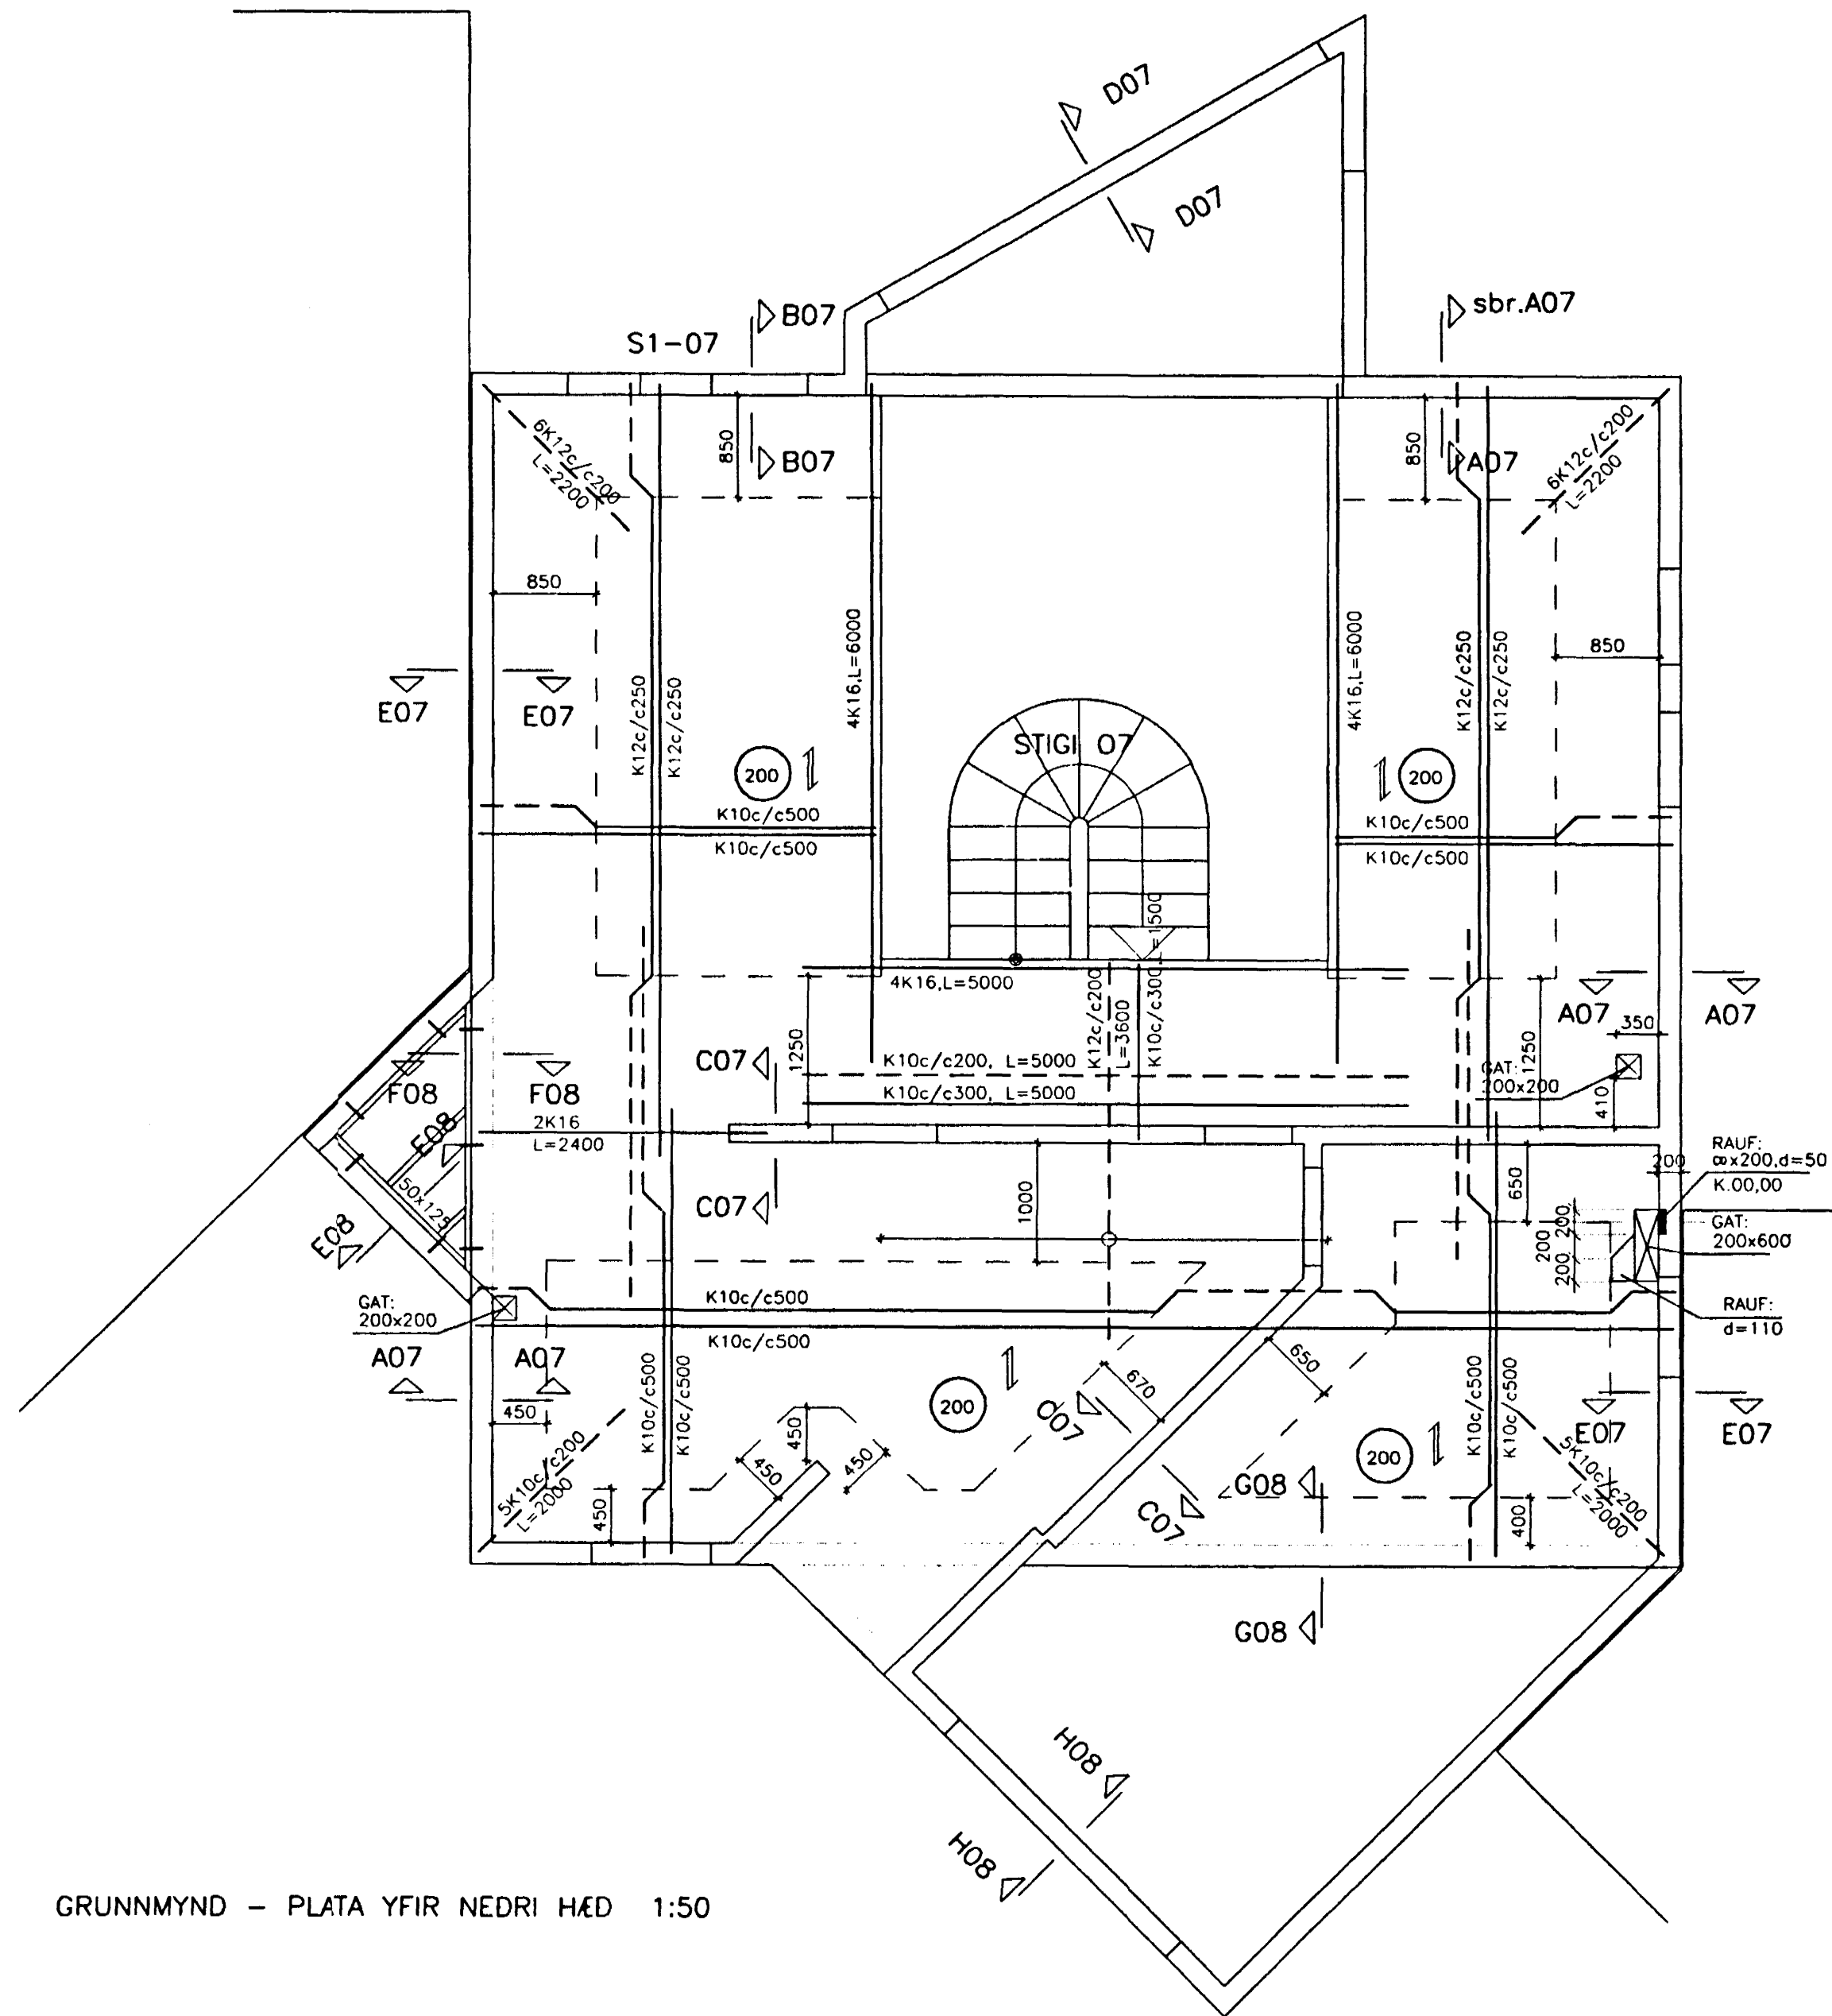 D07
D07
sbr.A07
B07
S1-07
B07
A07
6K12c/c200
L=2200
850
850
6K12c/c200
L=2200
850
850
E07
E07
K12c/c250
K12c/c250
4K16,L=6000
4K16,L=6000
K12c/c250
K12c/c250
STIGI 07
200
200
K10c/c500
K10c/c500
K10c/c500
K10c/c500
4K16,L=5000
K12c/c200
L=3600
K10c/c300,L=1500
A07
A07
350
1250
1250
C07
K10c/c200, L=5000
K10c/c300, L=5000
GAT:
200x200
410
F08
F08
E08
2K16
L=2400
50x125
E08
C07
1000
650
200
RAUF:
∞x200,d=50
K.00,00
GAT:
200x600
200
200
200
RAUF:
d=110
GAT:
200x200
K10c/c500
K10c/c500
A07
A07
450
K10c/c500
K10c/c500
200
670
650
C07
K10c/c500
K10c/c500
E07
E07
5K10c/c200
L=2000
450
450
450
450
200
G08
C07
400
5K10c/c200
L=2000
G08
H08
H08
GRUNNMYND – PLATA YFIR NEDRI HÆD 1:50